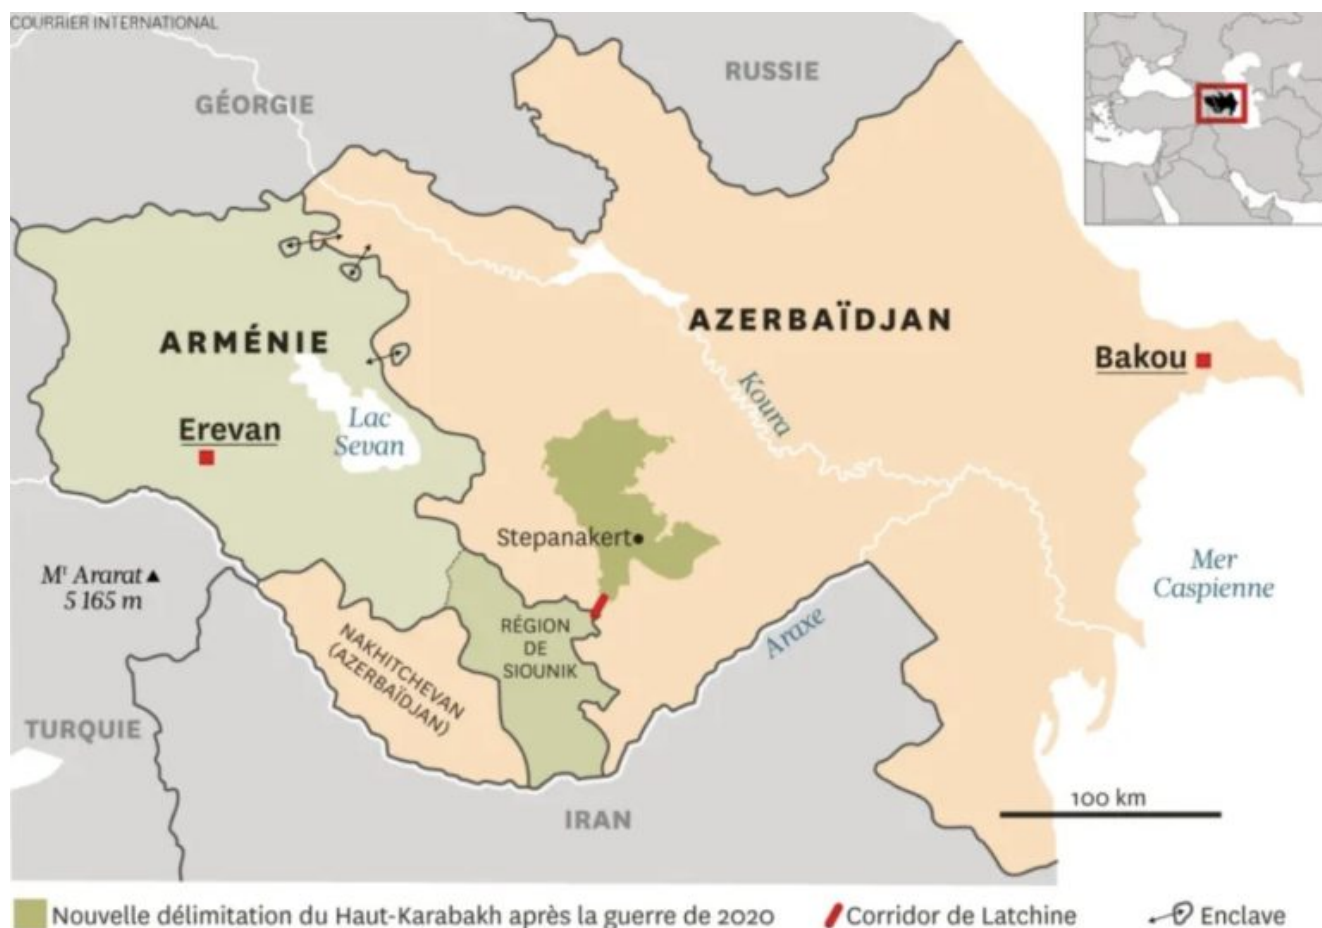 COURRIER INTERNATIONAL
RUSSIE
GÉORGIE
AZERBAÏDJAN
ARMÉNIE
Bakou
Koura
Lac
Sevan
Erevan
Stepanakert
Mer
Caspienne
Mᵗ Ararat
5 165 m
RÉGION
DE
SIOUNIK
Araxe
NAKHITCHEVAN
(AZERBAÏDJAN)
TURQUIE
IRAN
100 km
Nouvelle délimitation du Haut-Karabakh après la guerre de 2020
Corridor de Latchine
Enclave